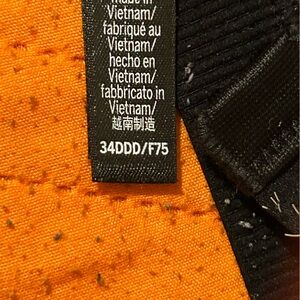 made in
Vietnam/
fabriqué au
Vietnam/
hecho en
Vietnam/
fabbricato in
Vietnam/
越南制造
34DDD/F75